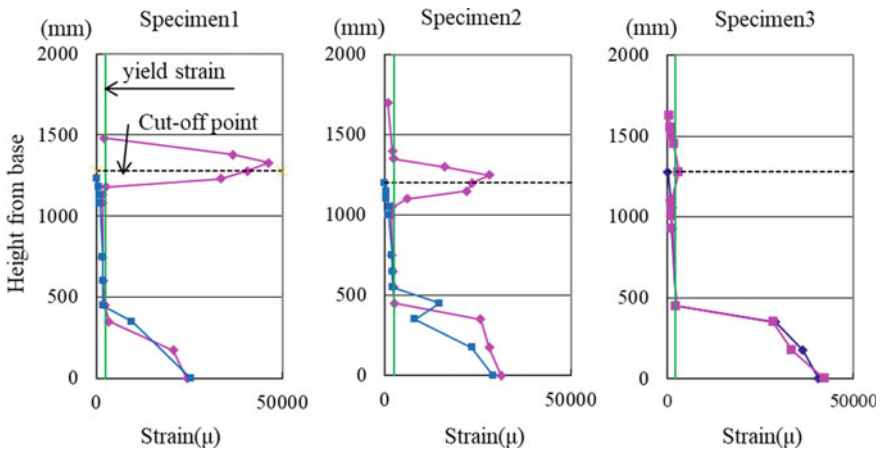 Specimen1
Specimen2
Specimen3
(mm)
(mm)
(mm)
2000
2000
2000
yield strain
Cut-off point
1500
1500
1500
1000
1000
1000
500
500
500
0
0
0
0
50000
0
50000
0
50000
Height from base
Strain(μ)
Strain(μ)
Strain(μ)